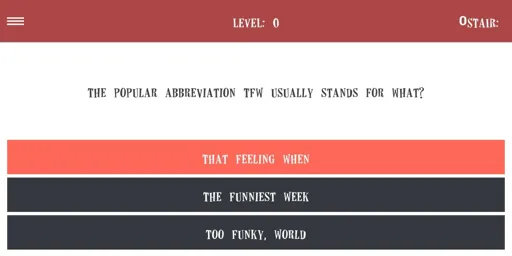 LEVEL: 0
0STAIR:
THE POPULAR ABBREVIATION TFW USUALLY STANDS FOR WHAT?
THAT FEELING WHEN
THE FUNNIEST WEEK
TOO FUNKY, WORLD